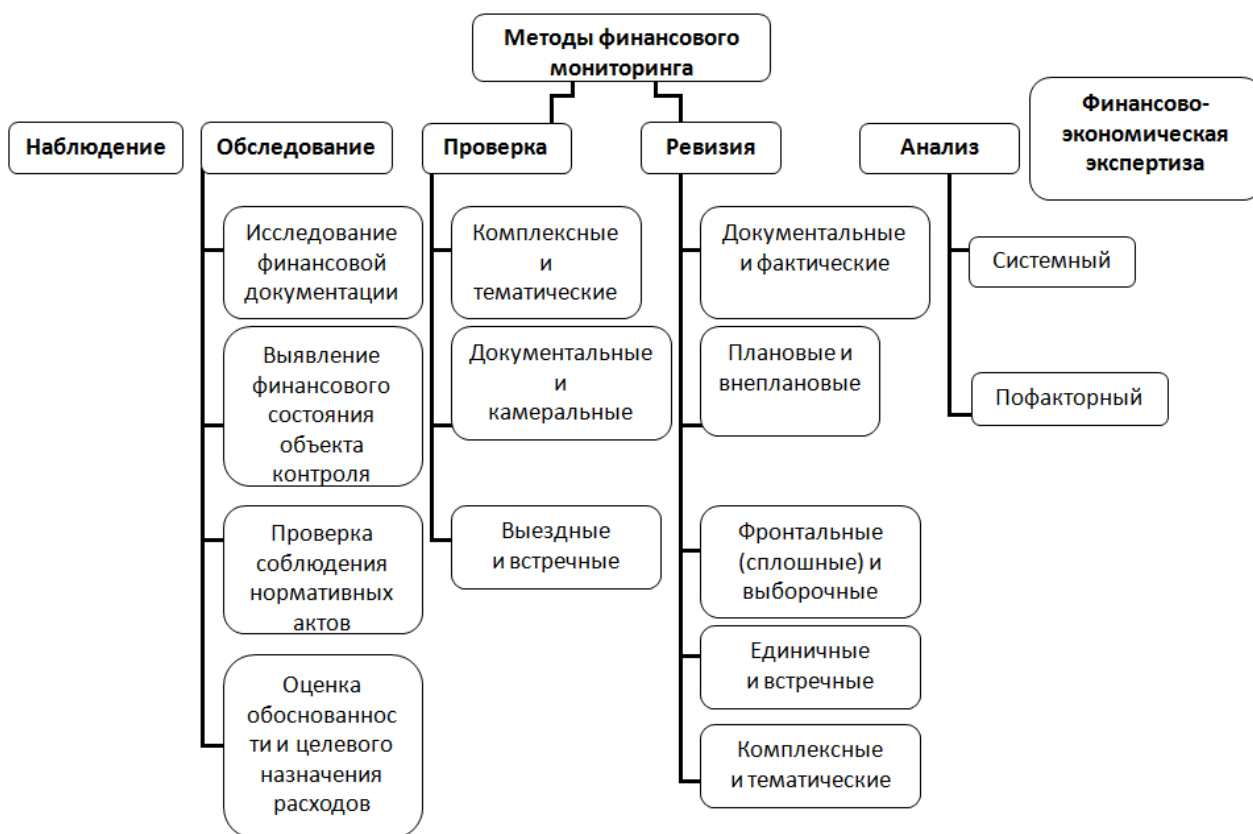 Методы финансового
мониторинга
Наблюдение
Обследование
Проверка
Ревизия
Анализ
Финансово-
экономическая
экспертиза
Исследование
финансовой
документации
Выявление
финансового
состояния
объекта
контроля
Проверка
соблюдения
нормативных
актов
Оценка
обоснованнос
ти и целевого
назначения
расходов
Комплексные
и
тематические
Документальные
и
камеральные
Выездные
и встречные
Документальные
и фактические
Плановые и
внеплановые
Фронтальные
(сплошные) и
выборочные
Единичные
и встречные
Комплексные
и тематические
Системный
Пофакторный